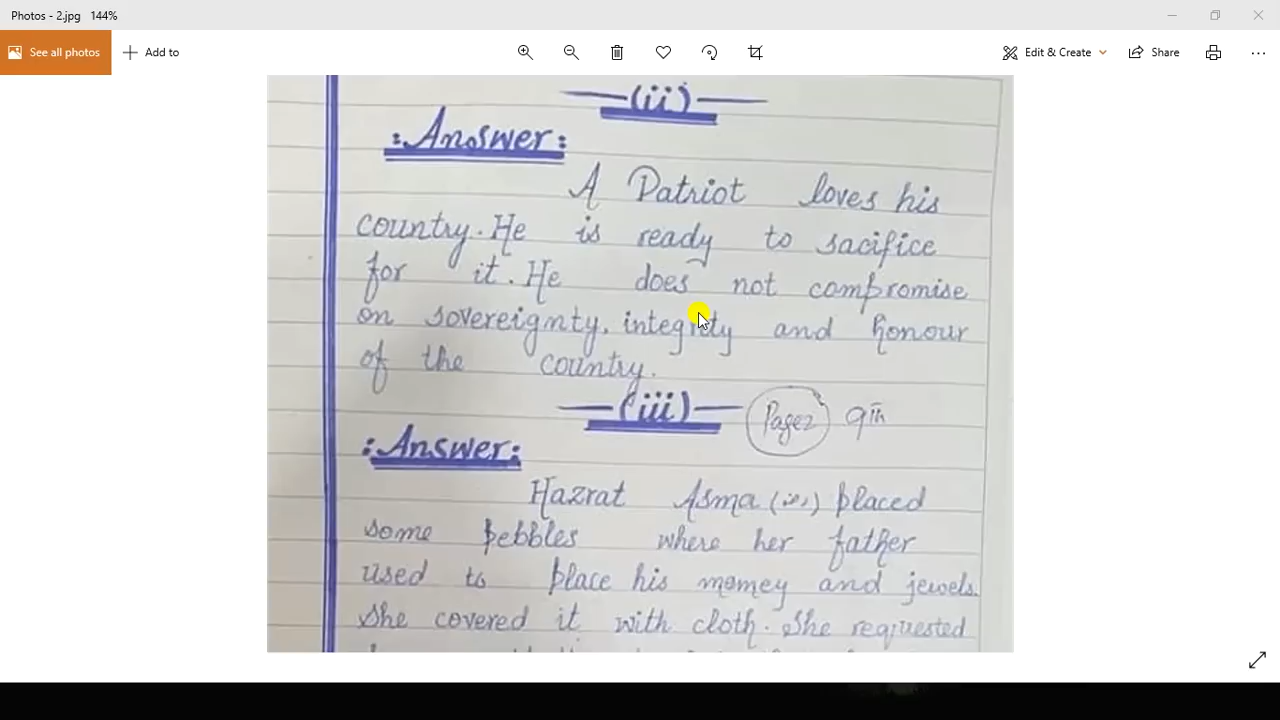 Photos - 2.jpg 144%
See all photos
Add to
Edit & Create
Share
(ii)
:Answer:
A Patriot loves his
country. He is ready to sacifice
for it. He does not compromise
on sovereignty, integrety and honour
of the country.
(iii) Page2 9th
:Answer:
Hazrat Asma () placed
some pebbles where her father
used to place his momey and jewels.
She covered it with cloth. She requested